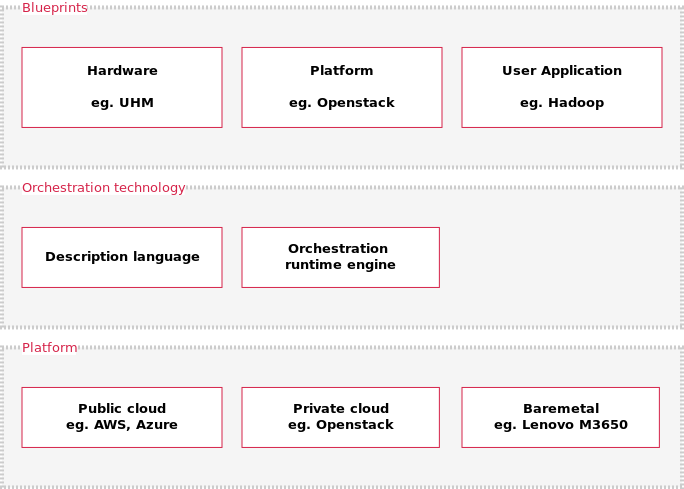 Blueprints
Hardware
eg. UHM
Platform
eg. Openstack
User Application
eg. Hadoop
Orchestration technology
Description language
Orchestration
runtime engine
Platform
Public cloud
eg. AWS, Azure
Private cloud
eg. Openstack
Baremetal
eg. Lenovo M3650